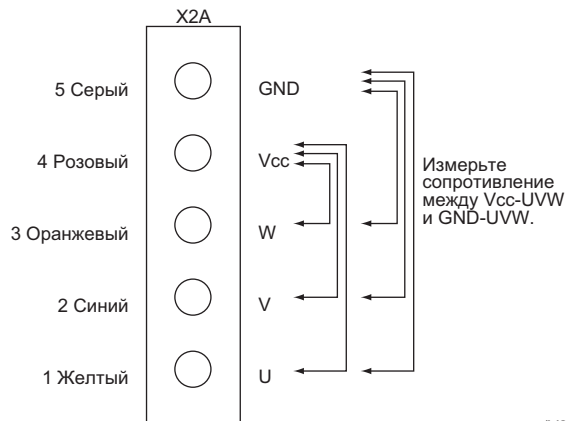 X2A
5 Серый GND
4 Розовый Vcc
3 Оранжевый W
2 Синий V
1 Желтый U
Измерьте
сопротивление
между Vcc-UVW
и GND-UVW.